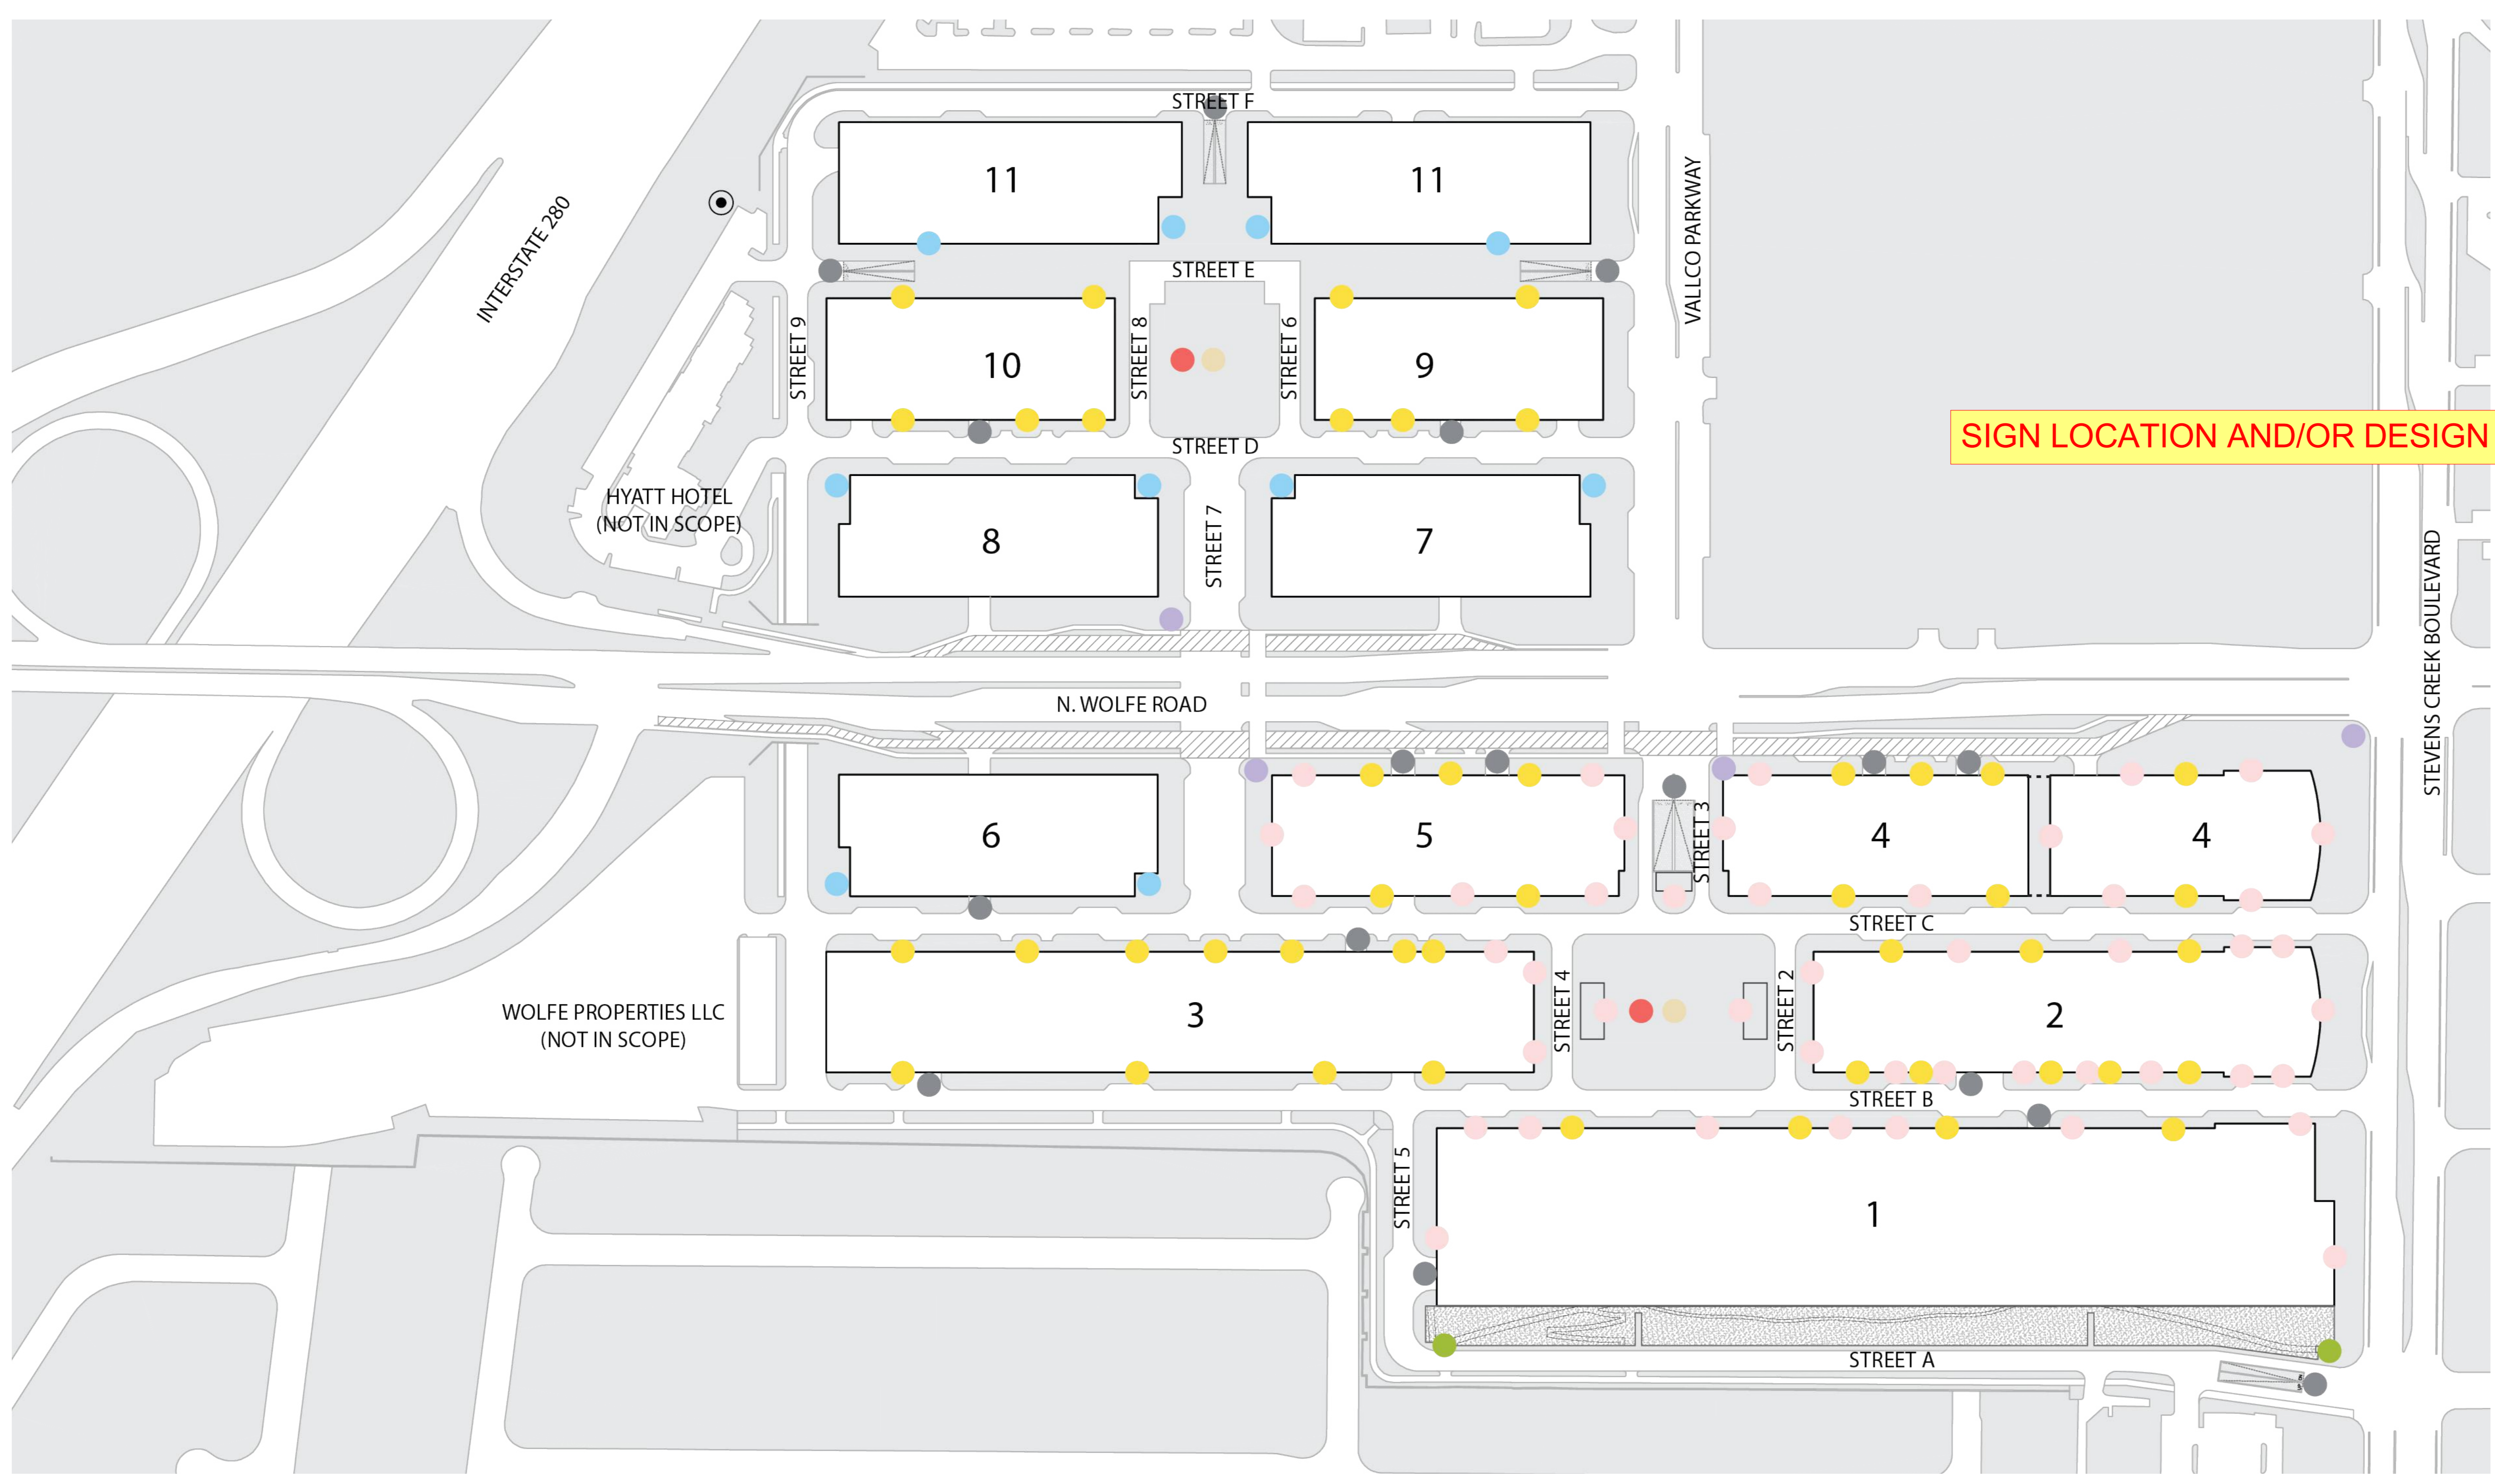 STREET F
11
11
INTERSTATE 280
VALLCO PARKWAY
STREET E
STREET 9
10
STREET 8
STREET 6
9
SIGN LOCATION AND/OR DESIGN
STREET D
HYATT HOTEL
(NOT IN SCOPE)
8
STREET 7
7
STEVENS CREEK BOULEVARD
N. WOLFE ROAD
6
5
STREET 3
4
4
STREET C
WOLFE PROPERTIES LLC
(NOT IN SCOPE)
3
STREET 4
STREET 2
2
STREET B
STREET 5
1
STREET A